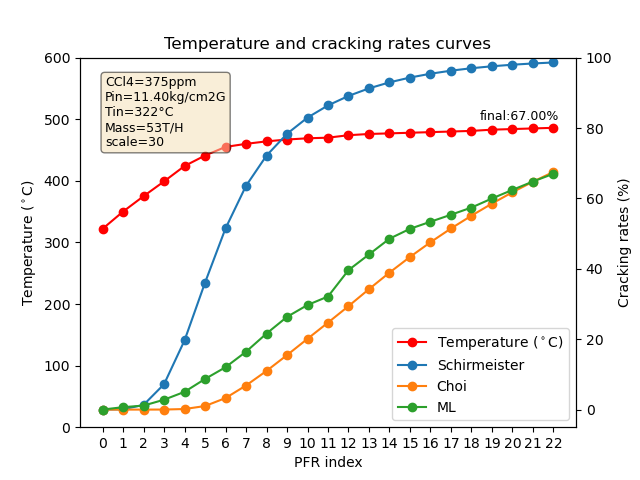 Temperature and cracking rates curves
CCl4=375ppm
Pin=11.40kg/cm2G
Tin=322°C
Mass=53T/H
scale=30
final:67.00%
600
500
400
300
200
100
0
Temperature (°C)
100
80
60
40
20
0
Cracking rates (%)
Temperature (°C)
Schirmeister
Choi
ML
0 1 2 3 4 5 6 7 8 9 10 11 12 13 14 15 16 17 18 19 20 21 22
PFR index